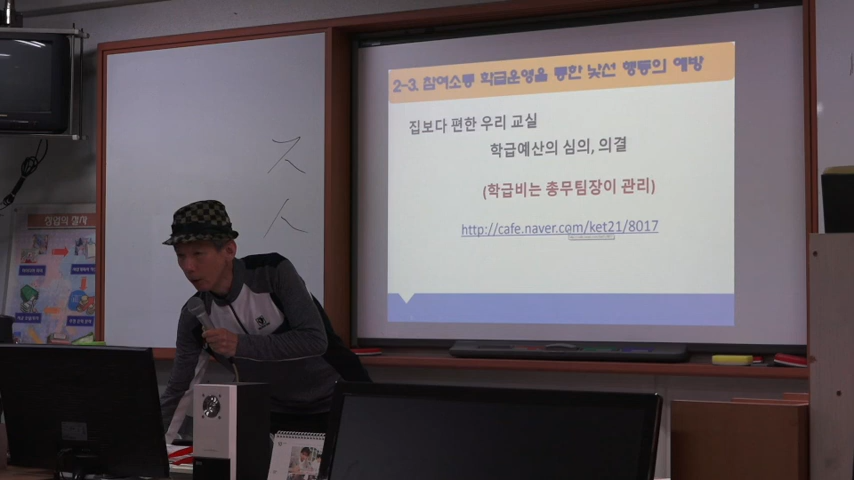 2-3. 참여소통 학급운영을 통한 낯선 행동의 예방
집보다 편한 우리 교실
학급예산의 심의, 의결
(학급비는 총무팀장이 관리)
http://cafe.naver.com/ket21/8017
ㅈ
ㅅ